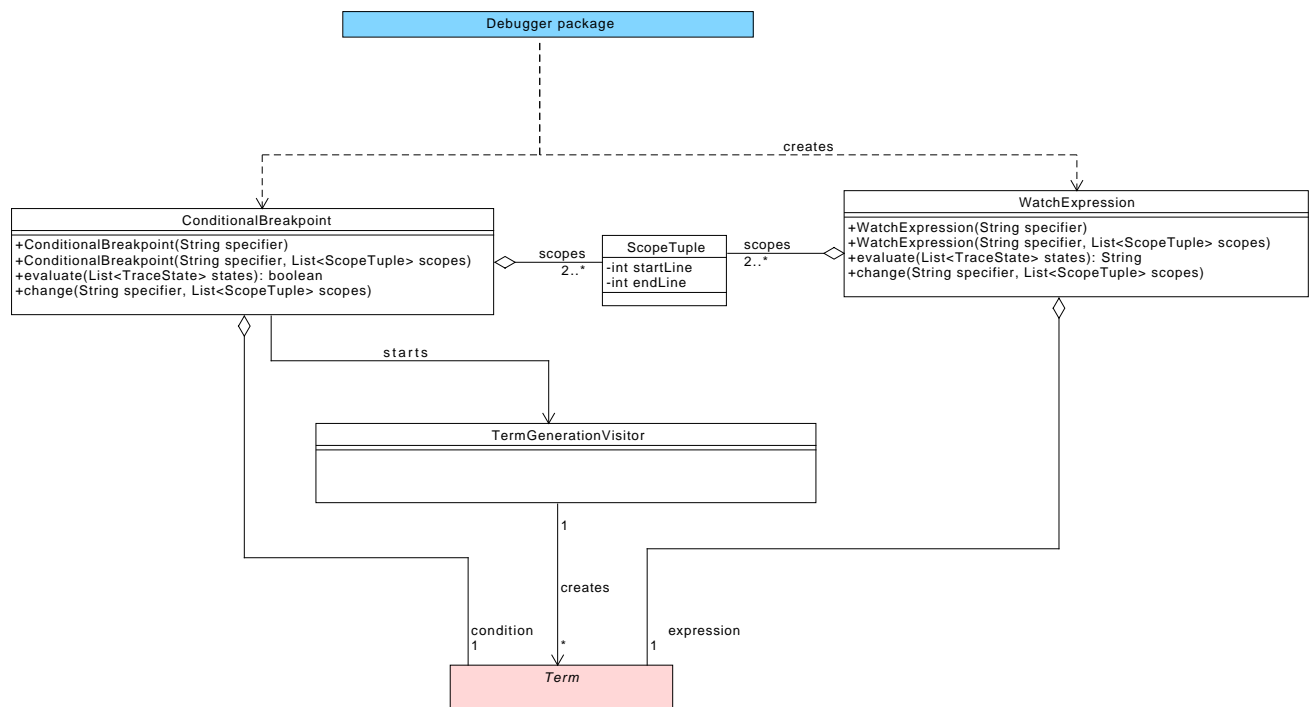 Debugger package
creates
ConditionalBreakpoint
+ConditionalBreakpoint(String specifier)
+ConditionalBreakpoint(String specifier, List<ScopeTuple> scopes)
+evaluate(List<TraceState> states): boolean
+change(String specifier, List<ScopeTuple> scopes)
scopes
2..*
ScopeTuple
-int startLine
-int endLine
scopes
2..*
WatchExpression
+WatchExpression(String specifier)
+WatchExpression(String specifier, List<ScopeTuple> scopes)
+evaluate(List<TraceState> states): String
+change(String specifier, List<ScopeTuple> scopes)
starts
TermGenerationVisitor
1
creates
*
condition
1
expression
1
Term